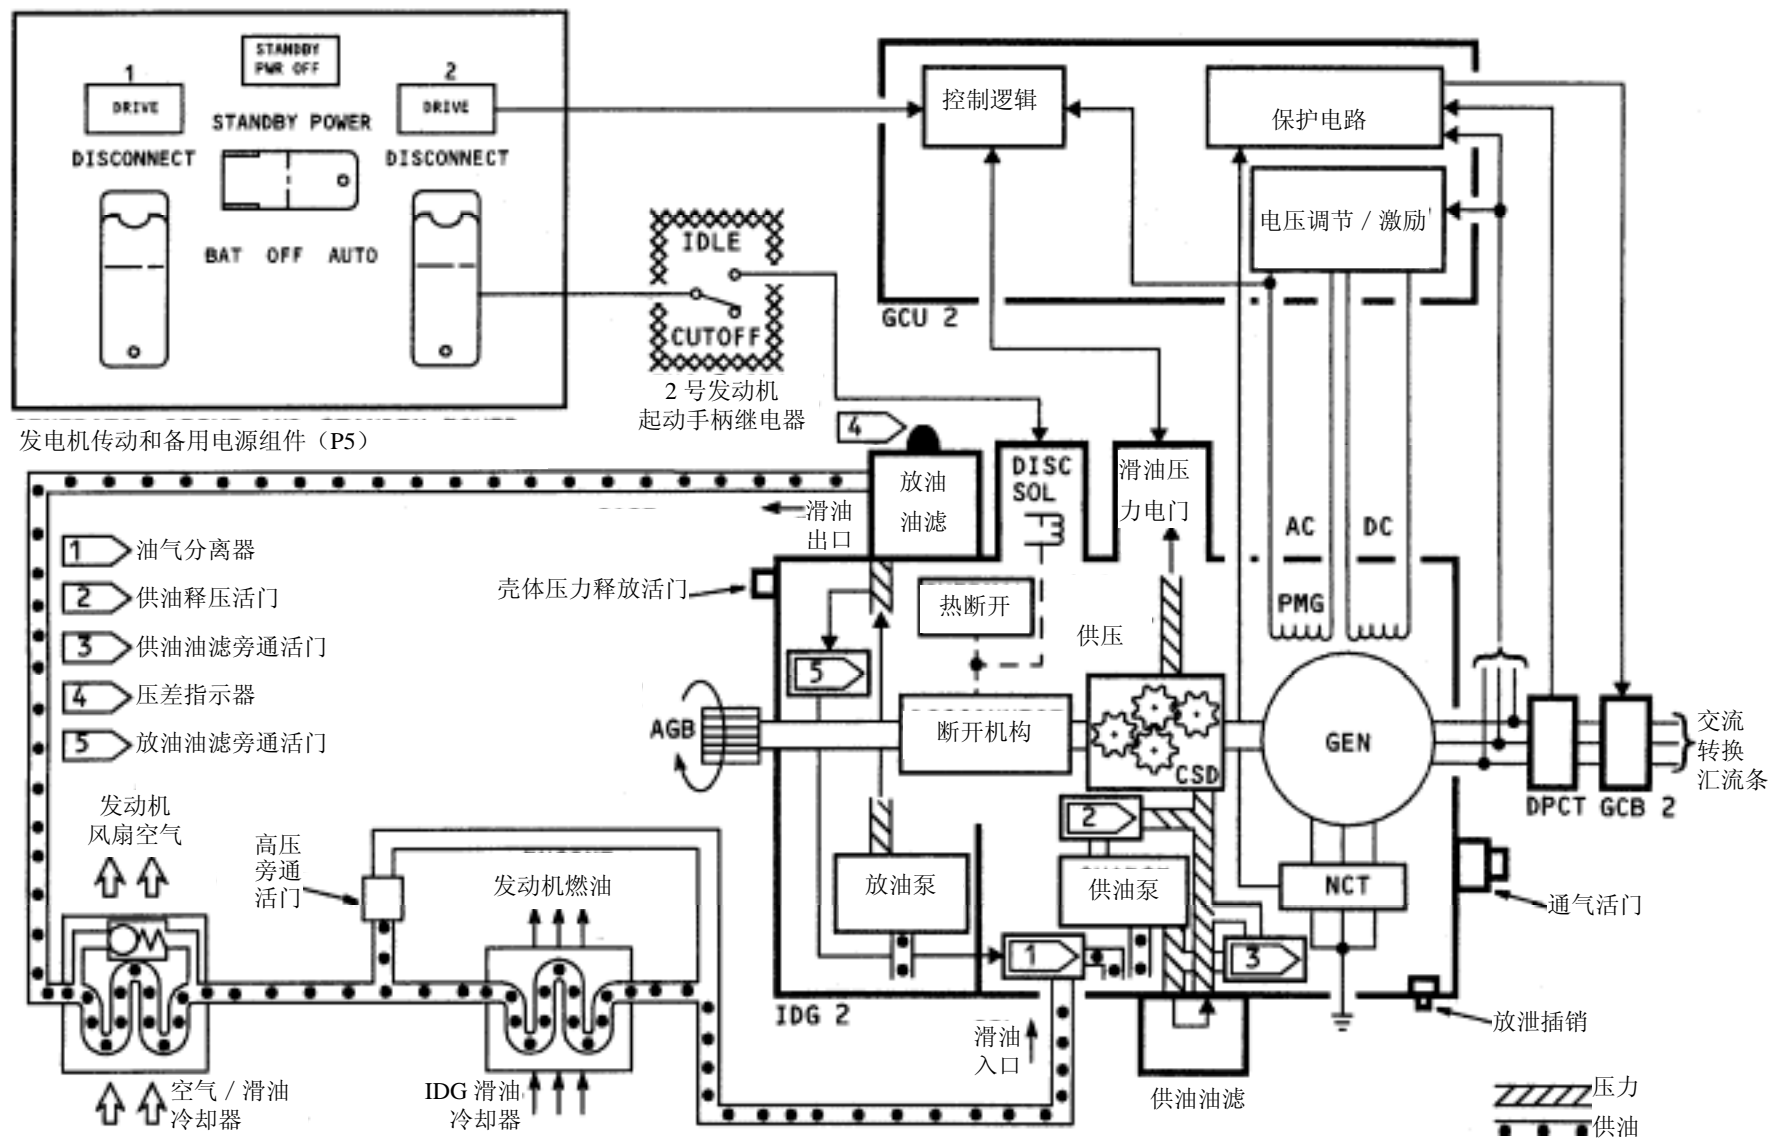 STANDBY
PWR OFF
1
2
DRIVE
DRIVE
STANDBY POWER
DISCONNECT
DISCONNECT
BAT OFF AUTO
发电机传动和备用电源组件（P5）
IDLE
CUTOFF
2 号发动机
起动手柄继电器
控制逻辑
保护电路
电压调节／激励
GCU 2
4
放油
油滤
DISC
SOL
滑油压
力电门
AC
DC
滑油
出口
1 油气分离器
2 供油释压活门
3 供油油滤旁通活门
4 压差指示器
5 放油油滤旁通活门
壳体压力释放活门
热断开
供压
PMG
5
AGB
断开机构
CSD
GEN
交流
转换
汇流条
DPCT GCB 2
发动机
风扇空气
高压
旁通
活门
发动机燃油
放油泵
2
供油泵
NCT
通气活门
1
3
IDG 2
滑油
入口
放泄插销
空气／滑油
冷却器
IDG 滑油
冷却器
供油油滤
压力
供油